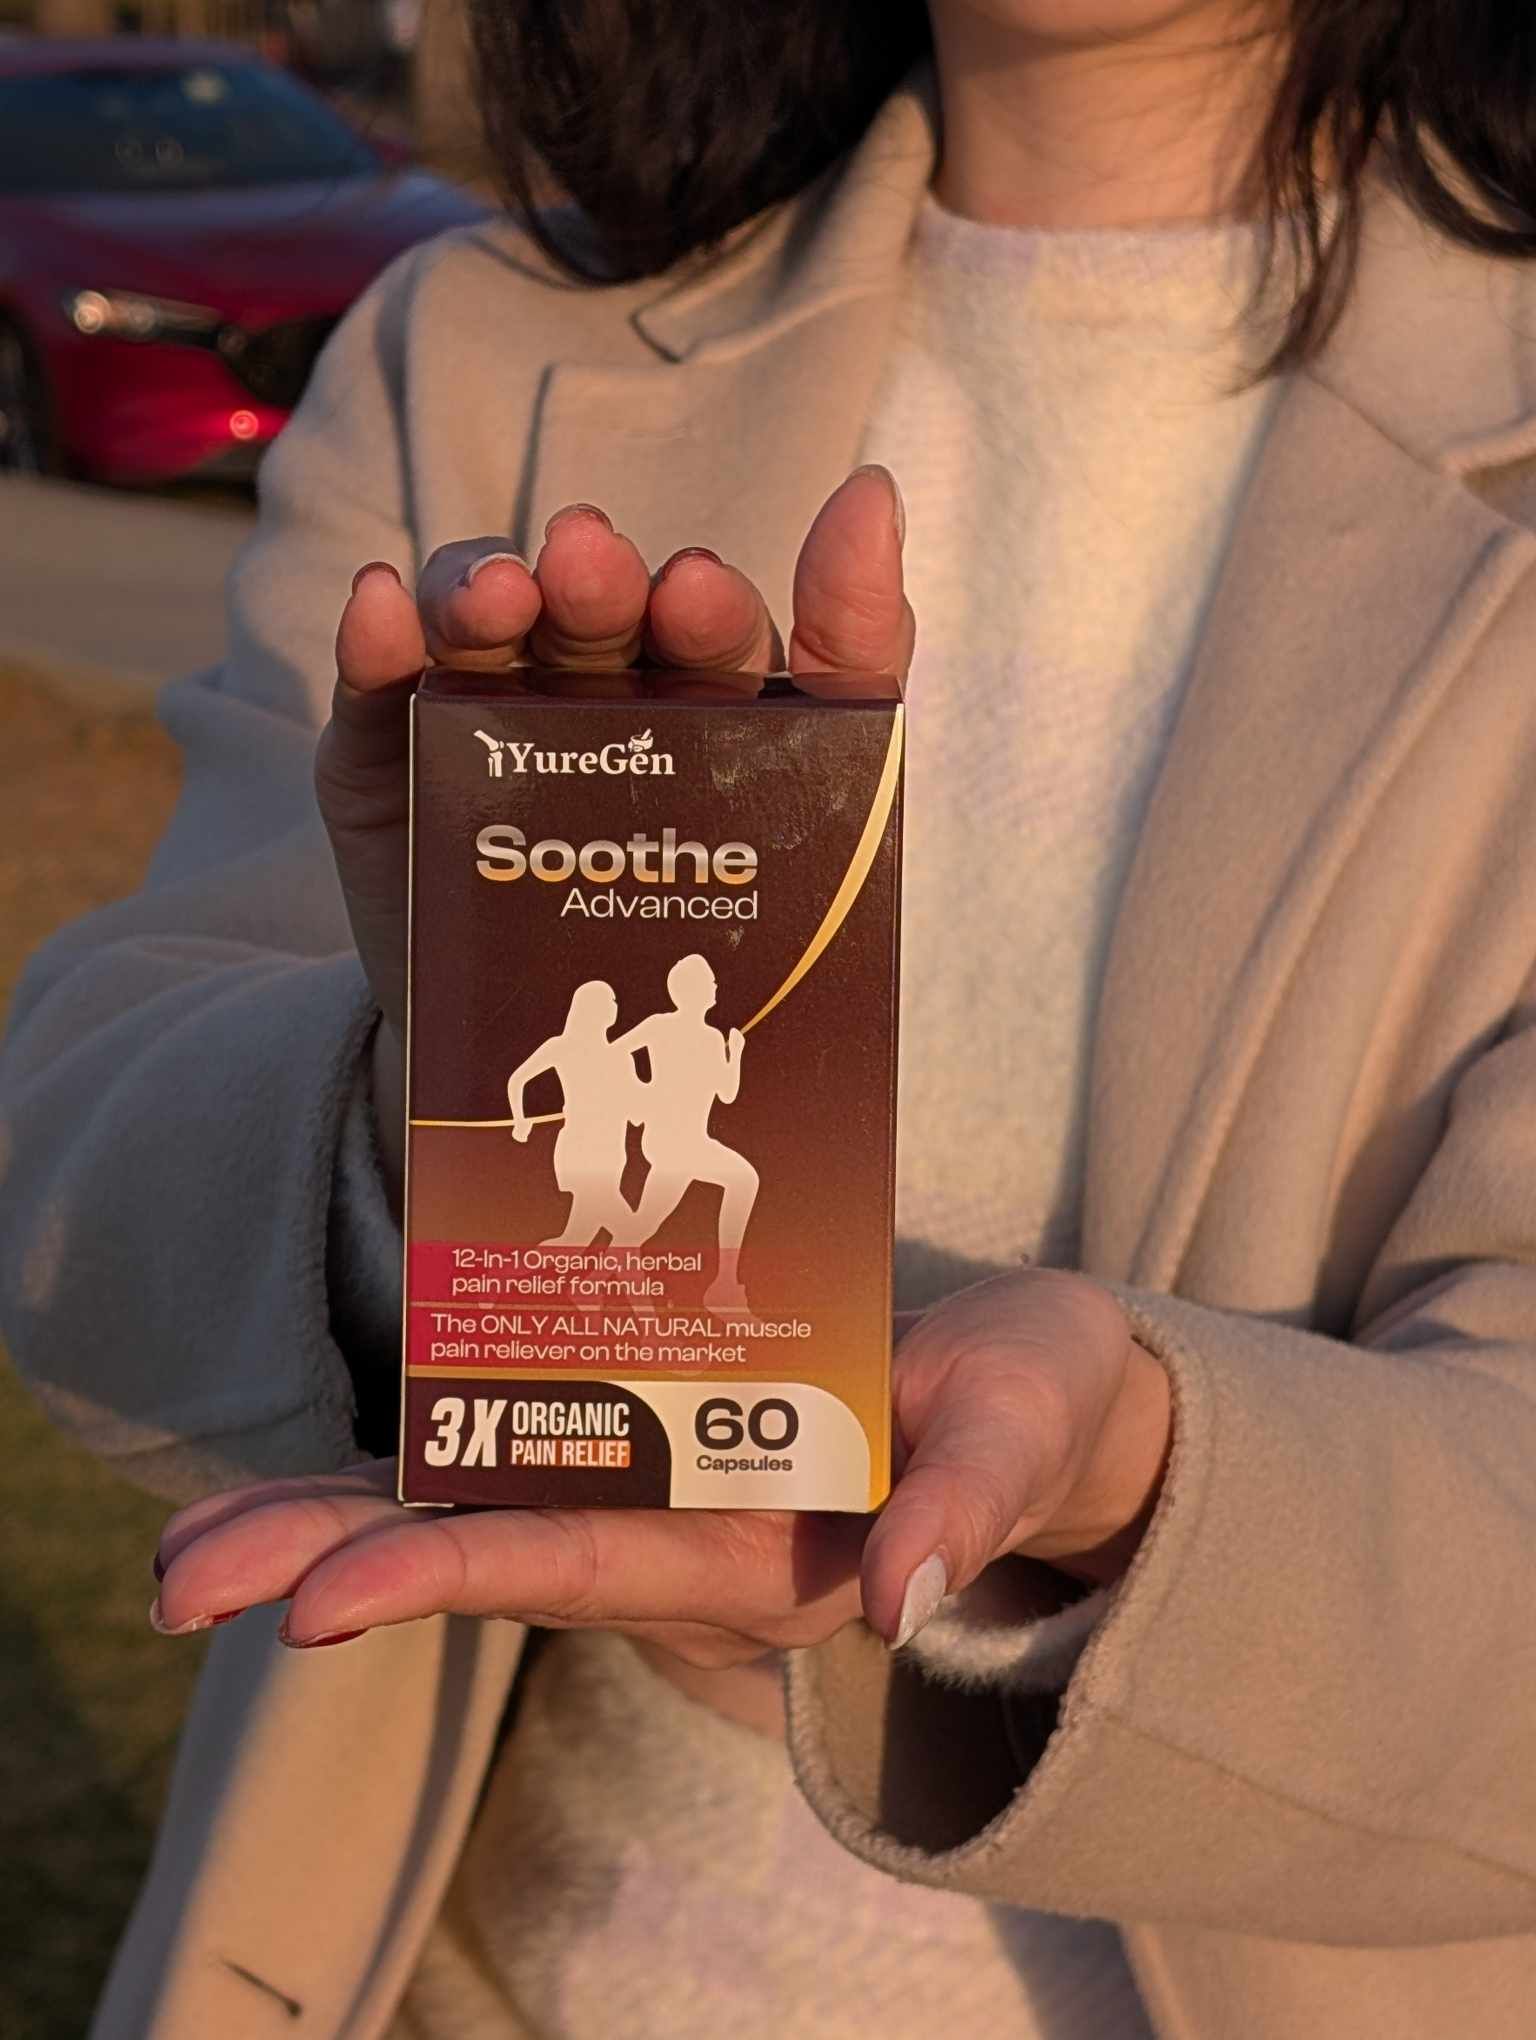 YureGen
Soothe
Advanced
12-In-1 Organic, herbal
pain relief formula
The ONLY ALL NATURAL muscle
pain reliever on the market
3X ORGANIC
PAIN RELIEF
60
Capsules